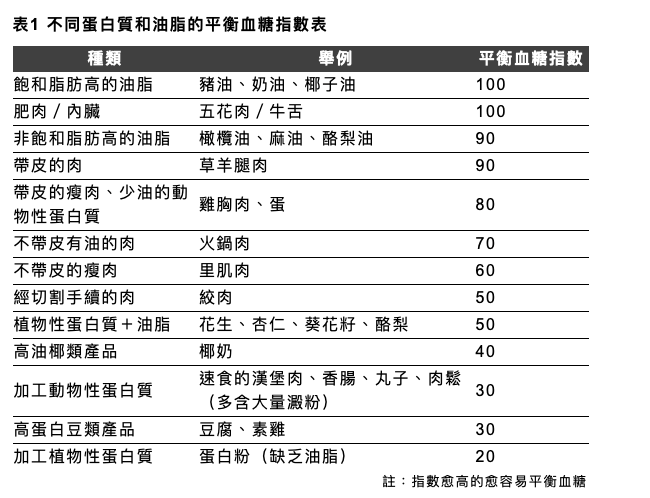 表1 不同蛋白質和油脂的平衡血糖指數表
種類 舉例 平衡血糖指數
飽和脂肪高的油脂 豬油、奶油、椰子油 100
肥肉／內臟 五花肉／牛舌 100
非飽和脂肪高的油脂 橄欖油、麻油、酪梨油 90
帶皮的肉 草羊腿肉 90
帶皮的瘦肉、少油的動
物性蛋白質 雞胸肉、蛋 80
不帶皮有油的肉 火鍋肉 70
不帶皮的瘦肉 里肌肉 60
經切割手續的肉 絞肉 50
植物性蛋白質＋油脂 花生、杏仁、葵花籽、酪梨 50
高油椰類產品 椰奶 40
加工動物性蛋白質 速食的漢堡肉、香腸、丸子、肉鬆
（多含大量澱粉） 30
高蛋白豆類產品 豆腐、素雞 30
加工植物性蛋白質 蛋白粉（缺乏油脂） 20
註：指數愈高的愈容易平衡血糖